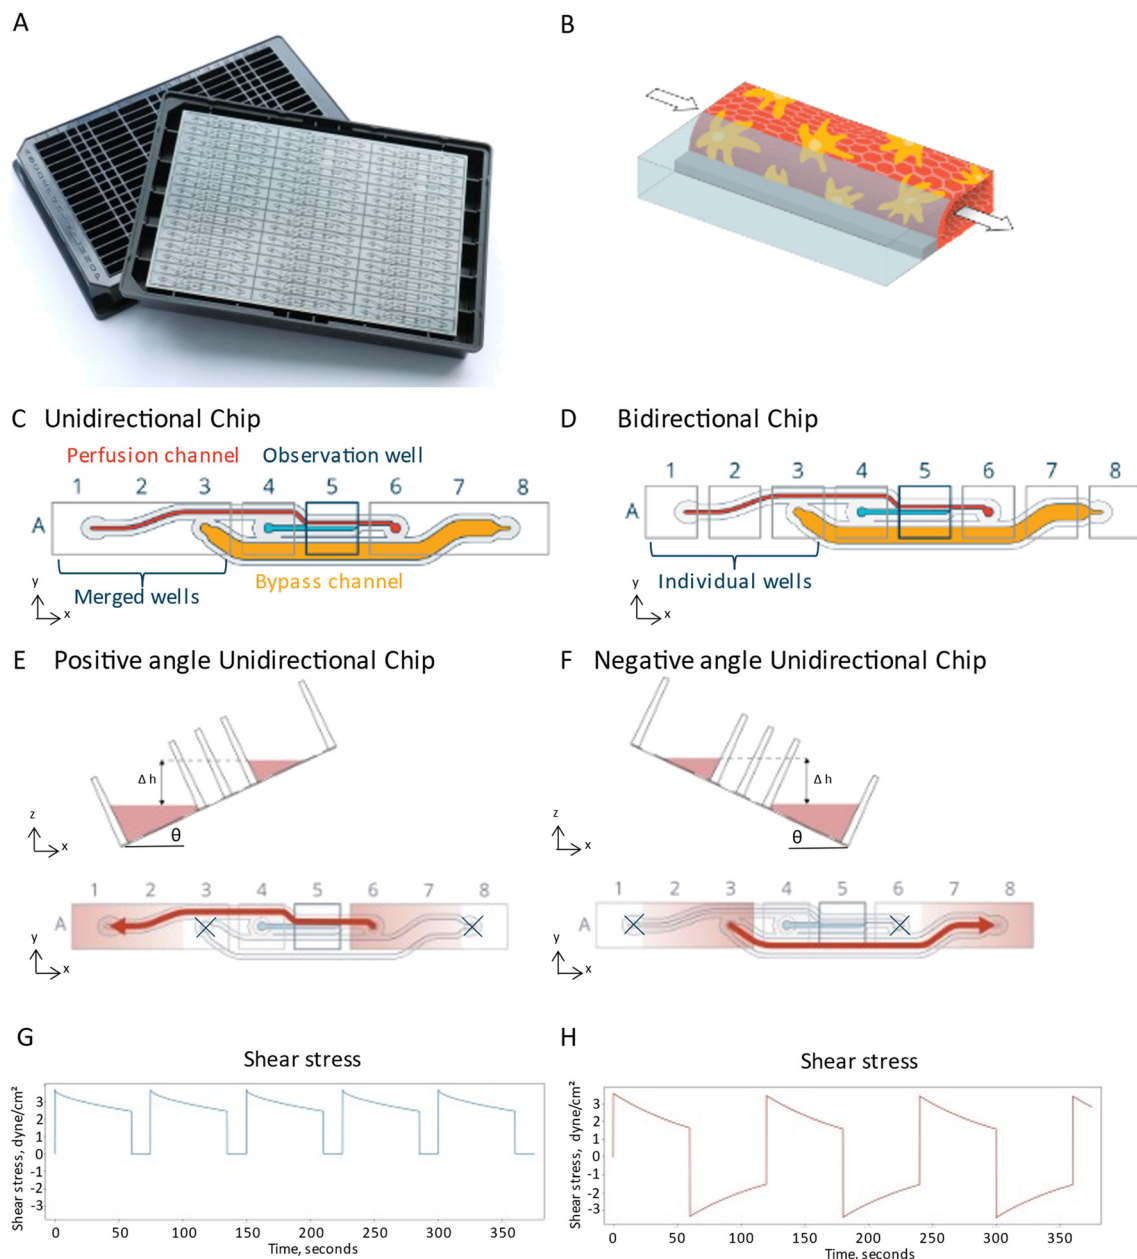 A
B
C Unidirectional Chip
Perfusion channel Observation well
1 2 3 4 5 6 7 8
A
Merged wells
Bypass channel
y
x
D Bidirectional Chip
1 2 3 4 5 6 7 8
A
Individual wells
y
x
E Positive angle Unidirectional Chip
Δ h
θ
z
x
1 2 3 4 5 6 7 8
A
y
x
F Negative angle Unidirectional Chip
Δ h
θ
z
x
1 2 3 4 5 6 7 8
A
y
x
G
Shear stress
Shear stress, dyne/cm²
3
2
1
0
-1
-2
-3
0 50 100 150 200 250 300 350
Time, seconds
H
Shear stress
Shear stress, dyne/cm²
3
2
1
0
-1
-2
-3
0 50 100 150 200 250 300 350
Time, seconds